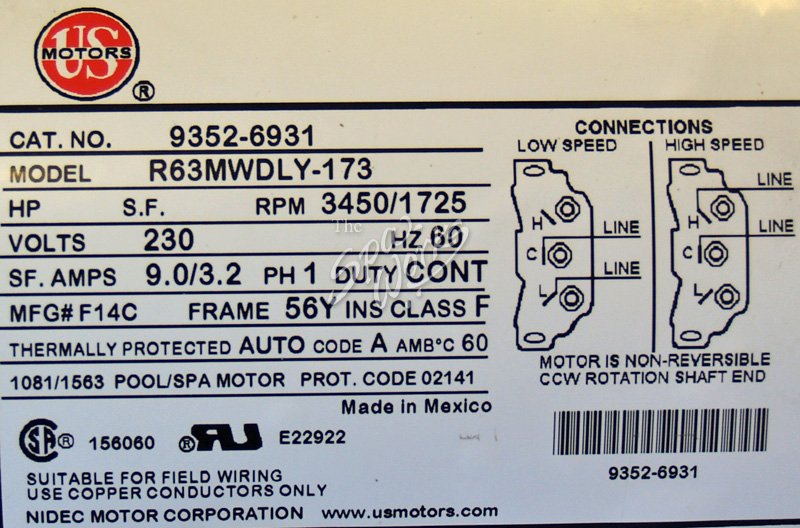 US
MOTORS
®
CAT. NO. 9352-6931
MODEL R63MWDLY-173
HP S.F. RPM 3450/1725
VOLTS 230 HZ 60
SF. AMPS 9.0/3.2 PH 1 DUTY CONT
MFG# F14C FRAME 56Y INS CLASS F
THERMALLY PROTECTED AUTO CODE A AMB°C 60
1081/1563 POOL/SPA MOTOR PROT. CODE 02141
Made in Mexico
SA ® 156060 ® RU E22922
SUITABLE FOR FIELD WIRING
USE COPPER CONDUCTORS ONLY
NIDEC MOTOR CORPORATION www.usmotors.com
The
Spa
Works
CONNECTIONS
LOW SPEED HIGH SPEED
H
C
L
LINE
LINE
H
C
L
LINE
LINE
MOTOR IS NON-REVERSIBLE
CCW ROTATION SHAFT END
9352-6931